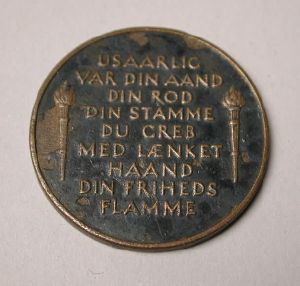 USAARLIG
VAR DIN AAND
DIN ROD
DIN STAMME
DU GREB
MED LÆNKET
HAAND
DIN FRIHEDS
FLAMME